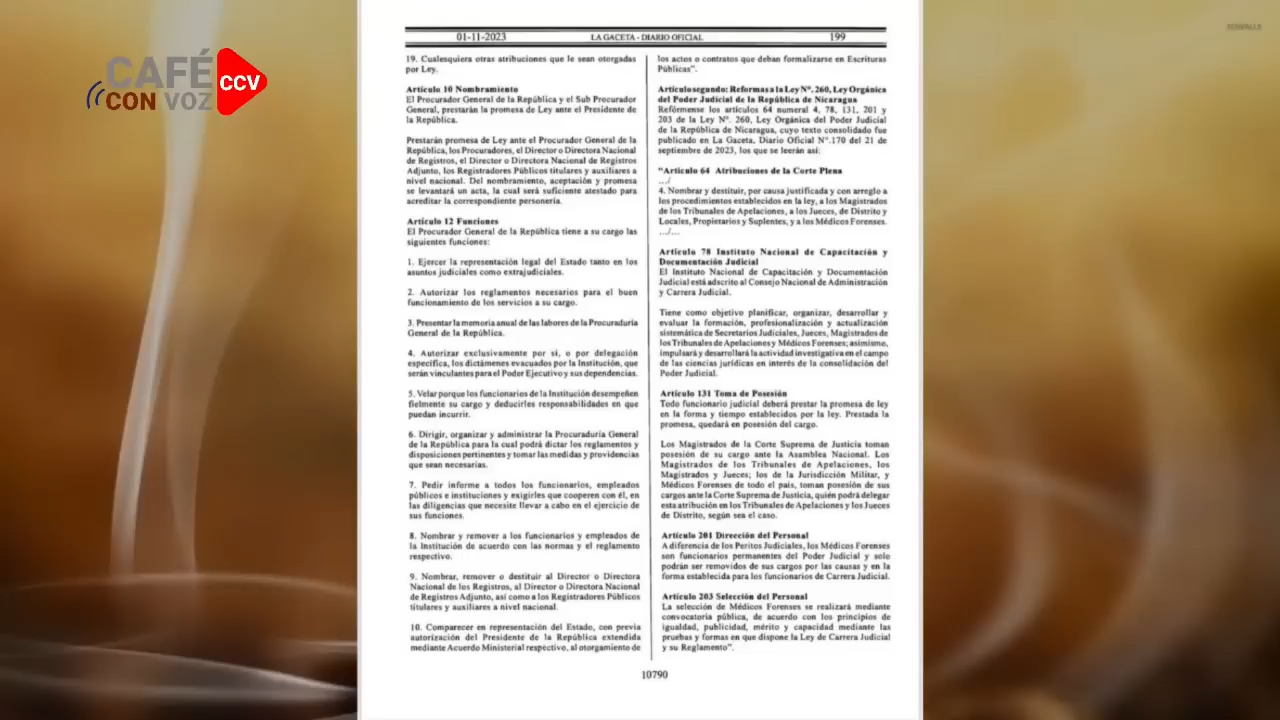 CAFÉ
CON VOZ
CCV
01-11-2023 LA GACETA - DIARIO OFICIAL 199
19. Cualesquiera otras atribuciones que le sean otorgadas
por Ley.
Artículo 10 Nombramiento
El Procurador General de la República y el Sub Procurador
General, prestarán la promesa de Ley ante el Presidente de
la República.
Prestarán promesa de Ley ante el Procurador General de la
República, los Procuradores, el Director o Directora Nacional
de Registros, el Director o Directora Nacional de Registros
Adjunto, los Registradores Públicos titulares y auxiliares a
nivel nacional. Del nombramiento, aceptación y promesa
se levantará un acta, la cual será suficiente atestado para
acreditar la correspondiente personería.
Artículo 12 Funciones
El Procurador General de la República tiene a su cargo las
siguientes funciones:
1. Ejercer la representación legal del Estado tanto en los
asuntos judiciales como extrajudiciales.
2. Autorizar los reglamentos necesarios para el buen
funcionamiento de los servicios a su cargo.
3. Presentar la memoria anual de las labores de la Procuraduría
General de la República.
4. Autorizar exclusivamente por sí, o por delegación
específica, los dictámenes evacuados por la Institución, que
serán vinculantes para el Poder Ejecutivo y sus dependencias.
5. Velar porque los funcionarios de la Institución desempeñen
fielmente su cargo y deducirles responsabilidades en que
puedan incurrir.
6. Dirigir, organizar y administrar la Procuraduría General
de la República para la cual podrá dictar los reglamentos y
disposiciones pertinentes y tomar las medidas y providencias
que sean necesarias.
7. Pedir informe a todos los funcionarios, empleados
públicos e instituciones y exigirles que cooperen con él, en
las diligencias que necesite llevar a cabo en el ejercicio de
sus funciones.
8. Nombrar y remover a los funcionarios y empleados de
la Institución de acuerdo con las normas y el reglamento
respectivo.
9. Nombrar, remover o destituir al Director o Directora
Nacional de los Registros, al Director o Directora Nacional
de Registros Adjunto, así como a los Registradores Públicos
titulares y auxiliares a nivel nacional.
10. Comparecer en representación del Estado, con previa
autorización del Presidente de la República extendida
mediante Acuerdo Ministerial respectivo, al otorgamiento de
los actos o contratos que deban formalizarse en Escrituras
Públicas”.
Artículo segundo: Reformas a la Ley N°. 260, Ley Orgánica
del Poder Judicial de la República de Nicaragua
Refórmense los artículos 64 numeral 4, 78, 131, 201 y
203 de la Ley N°. 260, Ley Orgánica del Poder Judicial
de la República de Nicaragua, cuyo texto consolidado fue
publicado en La Gaceta, Diario Oficial N°.170 del 21 de
septiembre de 2023, los que se leerán así:
“Artículo 64 Atribuciones de la Corte Plena
…/
4. Nombrar y destituir, por causa justificada y con arreglo a
los procedimientos establecidos en la ley, a los Magistrados
de los Tribunales de Apelaciones, a los Jueces, de Distrito y
Locales, Propietarios y Suplentes, y a los Médicos Forenses.
…/…
Artículo 78 Instituto Nacional de Capacitación y
Documentación Judicial
El Instituto Nacional de Capacitación y Documentación
Judicial está adscrito al Consejo Nacional de Administración
y Carrera Judicial.
Tiene como objetivo planificar, organizar, desarrollar y
evaluar la formación, profesionalización y actualización
sistemática de Secretarios Judiciales, Jueces, Magistrados de
los Tribunales de Apelaciones y Médicos Forenses; asimismo,
impulsará y desarrollará la actividad investigativa en el campo
de las ciencias jurídicas en interés de la consolidación del
Poder Judicial.
Artículo 131 Toma de Posesión
Todo funcionario judicial deberá prestar la promesa de ley
en la forma y tiempo establecidos por la ley. Prestada la
promesa, quedará en posesión del cargo.
Los Magistrados de la Corte Suprema de Justicia toman
posesión de su cargo ante la Asamblea Nacional. Los
Magistrados de los Tribunales de Apelaciones, los
Magistrados y Jueces; los de la Jurisdicción Militar, y
Médicos Forenses de todo el país, toman posesión de sus
cargos ante la Corte Suprema de Justicia, quién podrá delegar
esta atribución en los Tribunales de Apelaciones y los Jueces
de Distrito, según sea el caso.
Artículo 201 Dirección del Personal
A diferencia de los Peritos Judiciales, los Médicos Forenses
son funcionarios permanentes del Poder Judicial y solo
podrán ser removidos de sus cargos por las causas y en la
forma establecida para los funcionarios de Carrera Judicial.
Artículo 203 Selección del Personal
La selección de Médicos Forenses se realizará mediante
convocatoria pública, de acuerdo con los principios de
igualdad, publicidad, mérito y capacidad mediante las
pruebas y formas en que dispone la Ley de Carrera Judicial
y su Reglamento”.
10790